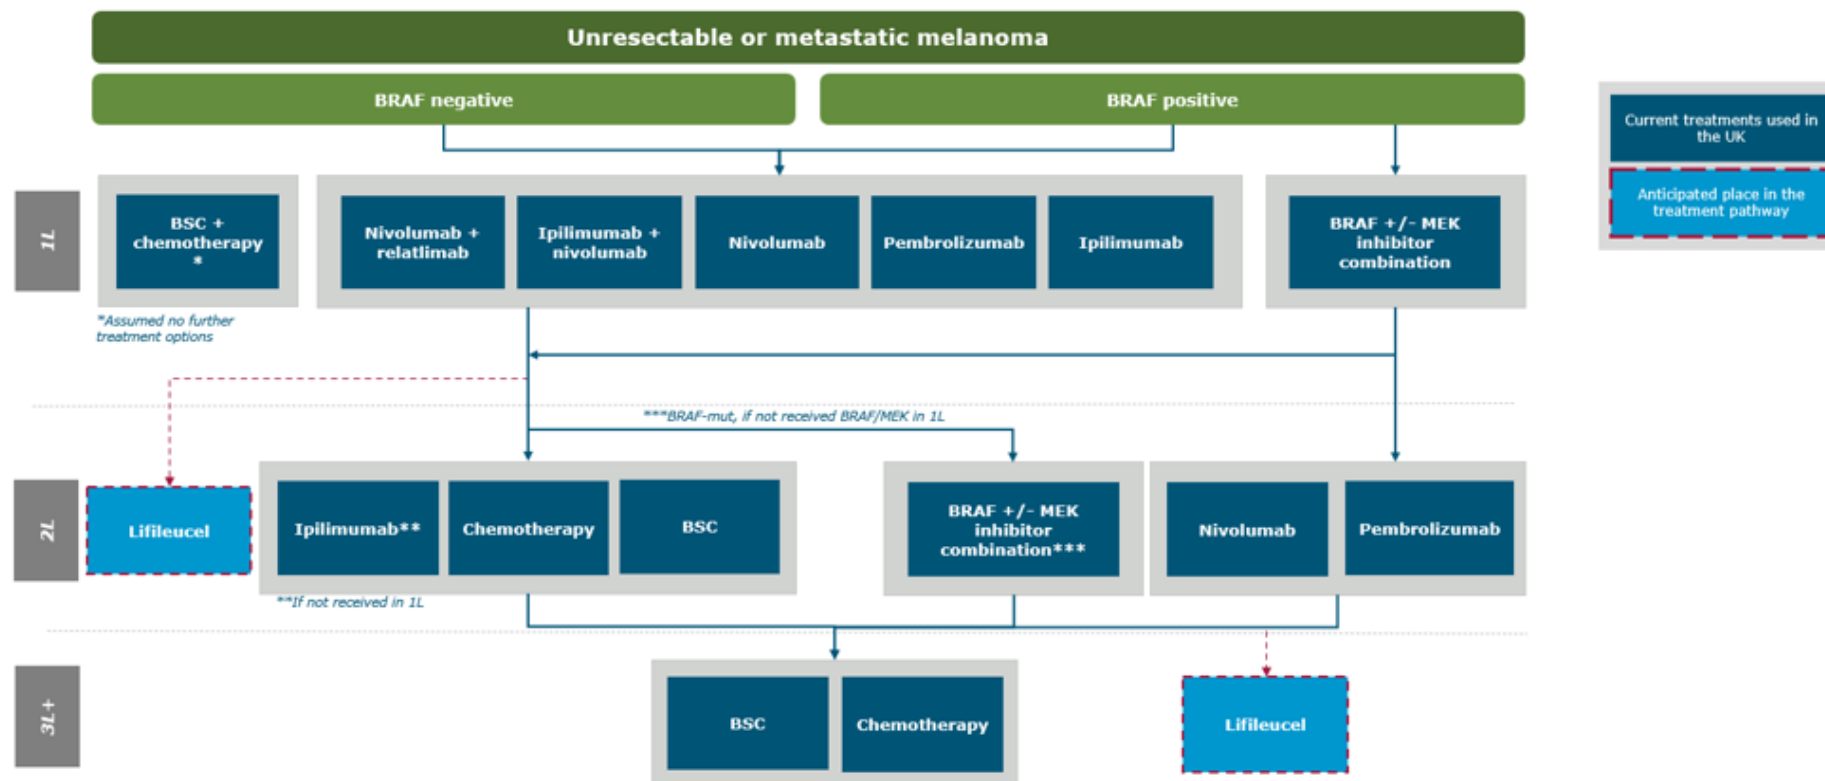 Unresectable or metastatic melanoma
BRAF negative
BRAF positive
Current treatments used in
the UK
Anticipated place in the
treatment pathway
1L
BSC +
chemotherapy
*
Nivolumab +
relatlimab
Ipilimumab +
nivolumab
Nivolumab
Pembrolizumab
Ipilimumab
BRAF +/- MEK
inhibitor
combination
*Assumed no further
treatment options
***BRAF-mut, if not received BRAF/MEK in 1L
2L
Lifileucel
Ipilimumab**
Chemotherapy
BSC
BRAF +/- MEK
inhibitor
combination***
Nivolumab
Pembrolizumab
**If not received in 1L
3L+
BSC
Chemotherapy
Lifileucel